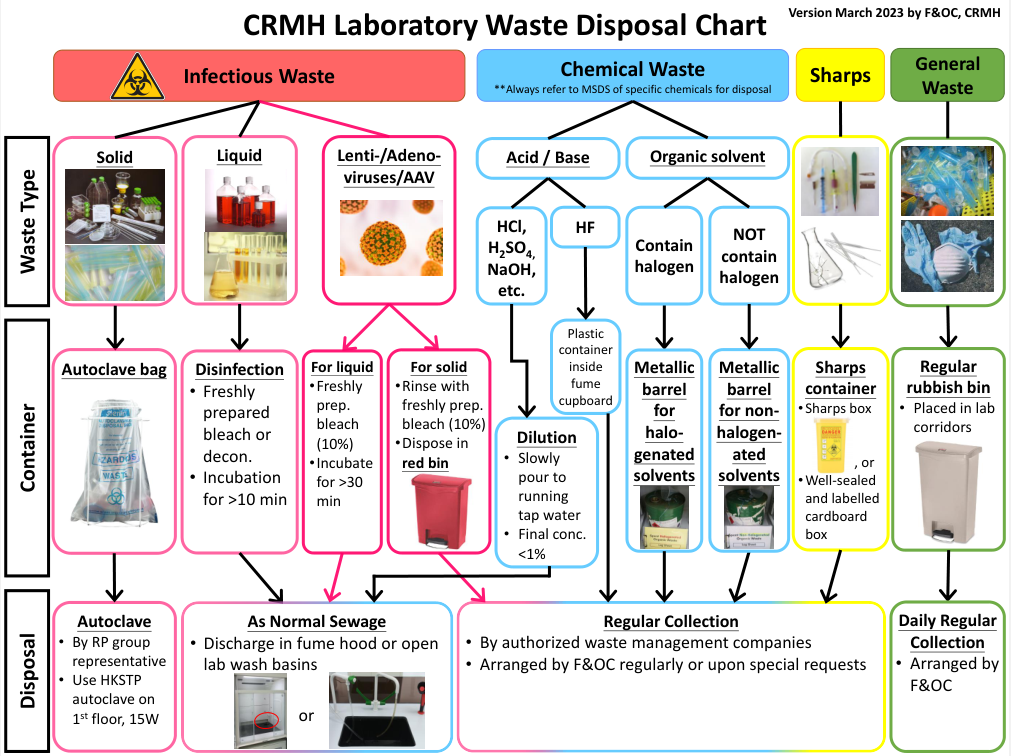 CRMH Laboratory Waste Disposal Chart
Version March 2023 by F&OC, CRMH
Infectious Waste
Chemical Waste
**Always refer to MSDS of specific chemicals for disposal
Sharps
General
Waste
Waste Type
Solid
Liquid
Lenti-/Adeno-
viruses/AAV
Acid / Base
Organic solvent
HCl,
H2SO4,
NaOH,
etc.
HF
Contain
halogen
NOT
contain
halogen
Container
Autoclave bag
Disinfection
• Freshly
prepared
bleach or
decon.
• Incubation
for >10 min
For liquid
• Freshly
prep.
bleach
(10%)
• Incubate
for >30
min
For solid
• Rinse with
freshly prep.
bleach (10%)
• Dispose in
red bin
Dilution
• Slowly
pour to
running
tap water
• Final conc.
<1%
Plastic
container
inside
fume
cupboard
Metallic
barrel
for
halo-
genated
solvents
Metallic
barrel
for non-
halogen-
ated
solvents
Sharps
container
• Sharps box
DANGER
, or
• Well-sealed
and labelled
cardboard
box
Regular
rubbish bin
• Placed in lab
corridors
Disposal
Autoclave
• By RP group
representative
• Use HKSTP
autoclave on
1st floor, 15W
As Normal Sewage
• Discharge in fume hood or open
lab wash basins
or
Regular Collection
• By authorized waste management companies
• Arranged by F&OC regularly or upon special requests
Daily Regular
Collection
• Arranged by
F&OC